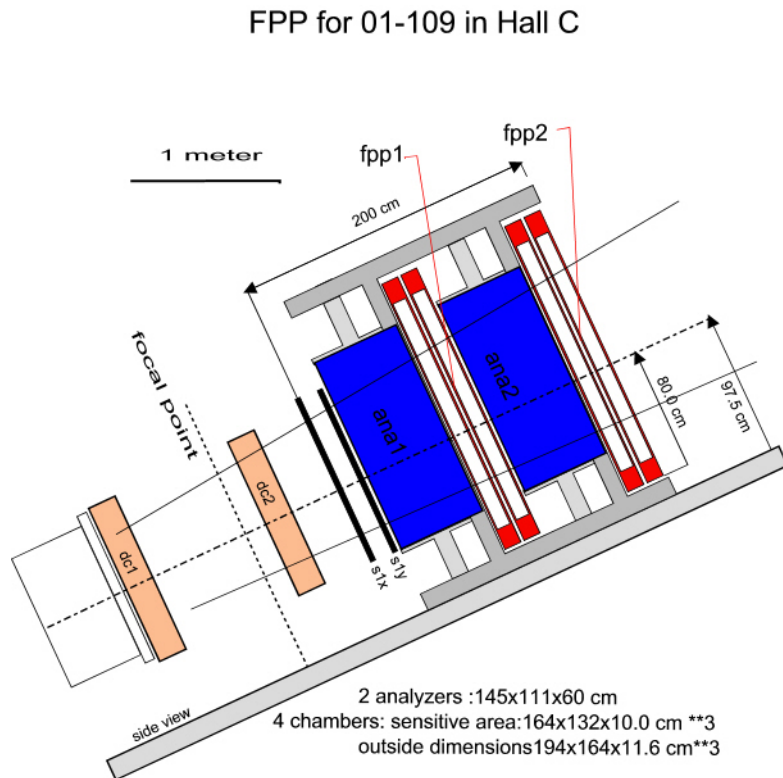 FPP for 01-109 in Hall C
1 meter
fpp1
fpp2
200 cm
focal point
ana1
ana2
80.0 cm
97.5 cm
dc2
dc1
s1x
s1y
side view
2 analyzers :145x111x60 cm
4 chambers: sensitive area:164x132x10.0 cm **3
outside dimensions194x164x11.6 cm**3